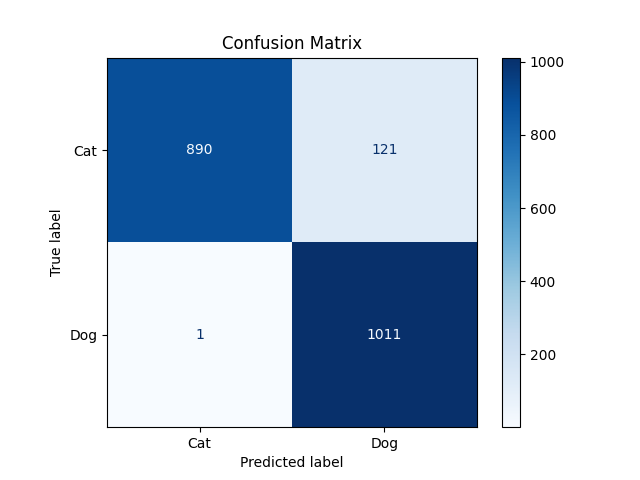 Confusion Matrix
Cat
890
121
Dog
1
1011
Cat
Dog
Predicted label
True label
1000
800
600
400
200